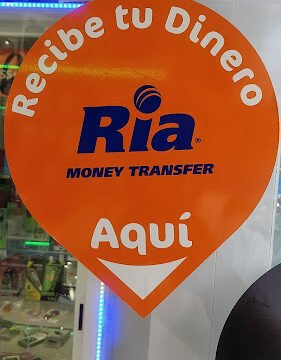 Recibe tu Dinero
Ria
MONEY TRANSFER
Aquí